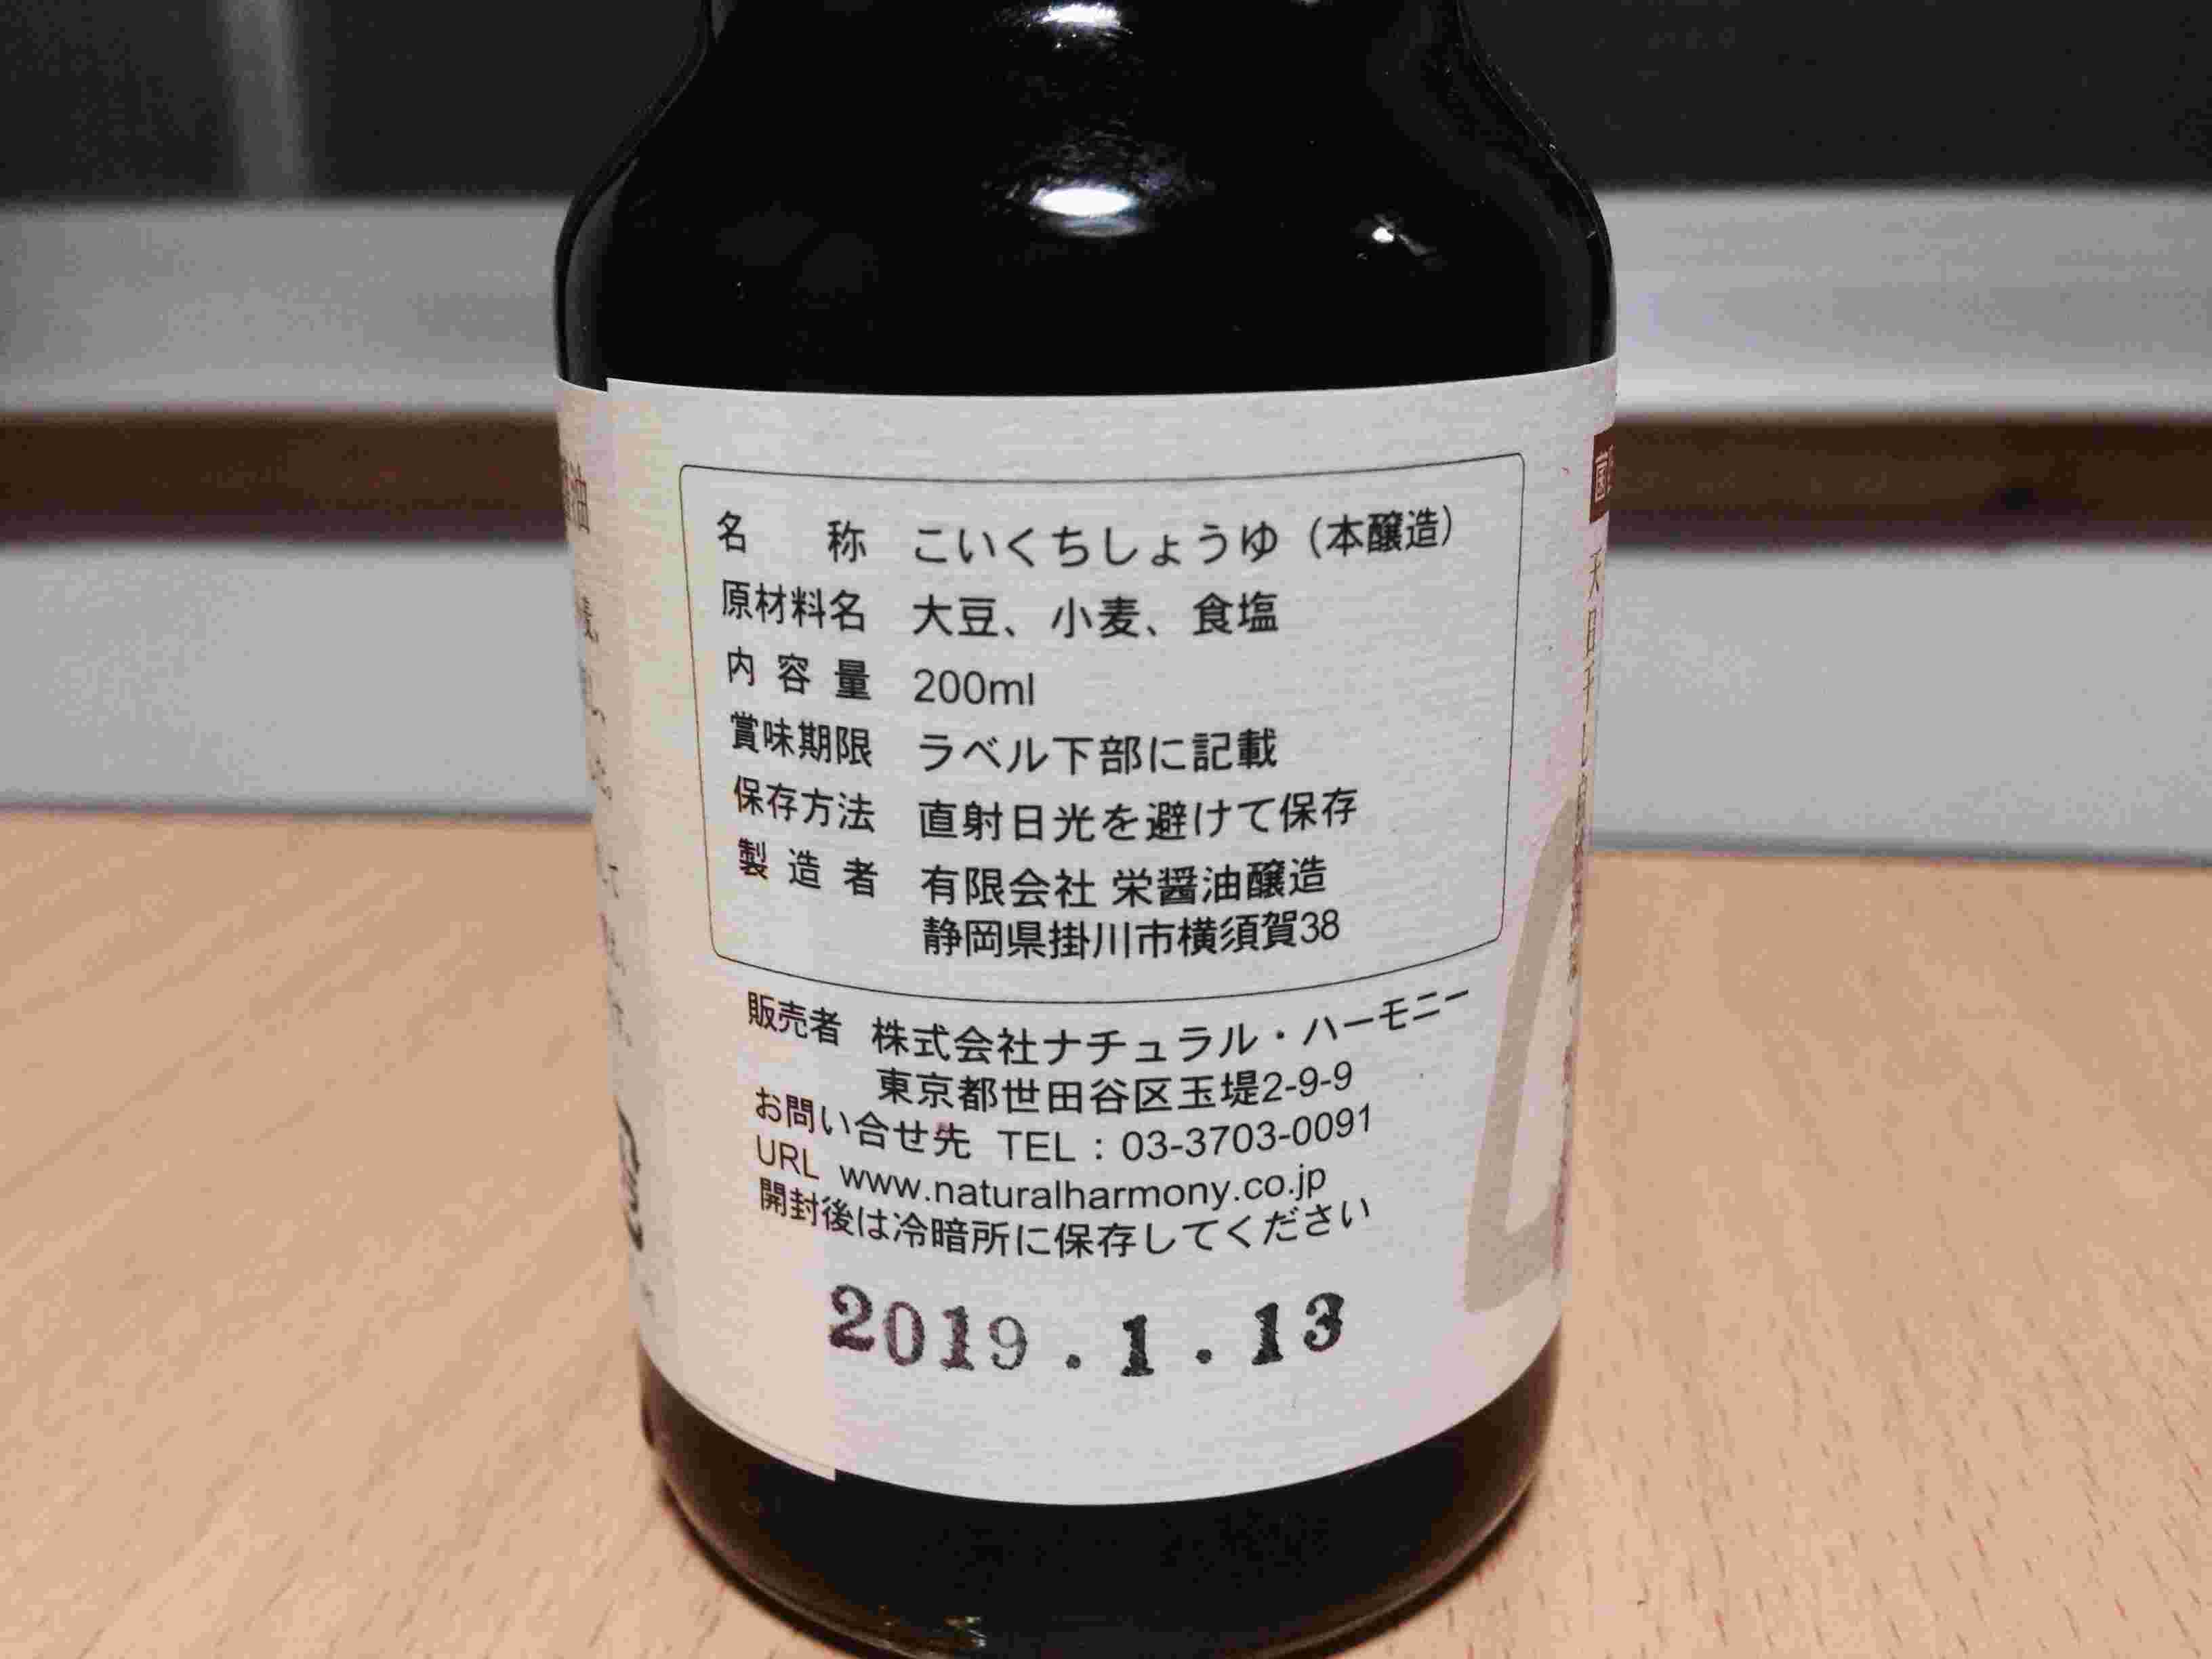 名称 こいくちしょうゆ（本醸造）
原材料名 大豆、小麦、食塩
内容量 200ml
賞味期限 ラベル下部に記載
保存方法 直射日光を避けて保存
製造者 有限会社 栄醤油醸造
静岡県掛川市横須賀38
販売者 株式会社ナチュラル・ハーモニー
東京都世田谷区玉堤2-9-9
お問い合せ先 TEL：03-3703-0091
URL www.naturalharmony.co.jp
開封後は冷暗所に保存してください
2019.1.13